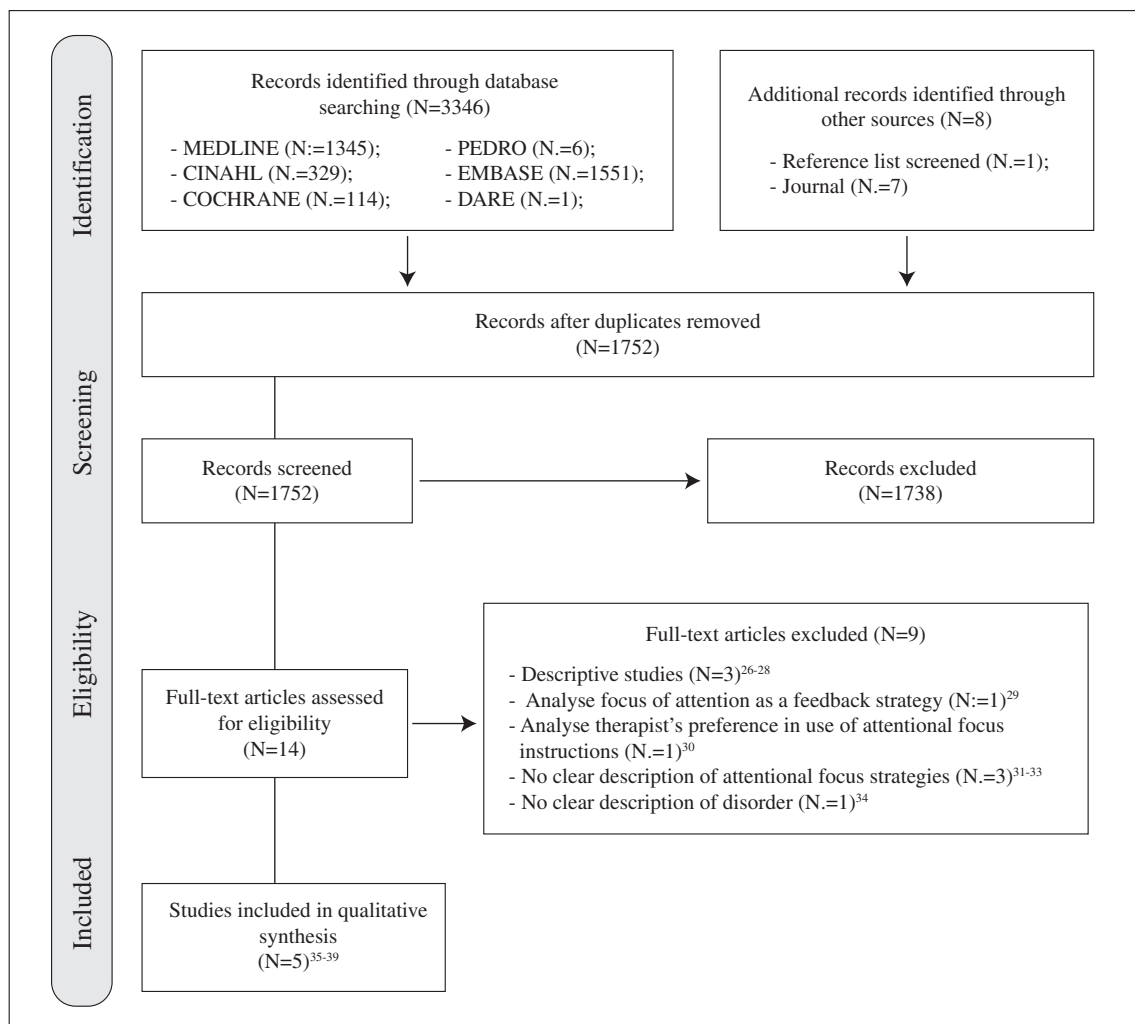 Identification
Records identified through database
searching (N=3346)
- MEDLINE (N:=1345);
- CINAHL (N.=329);
- COCHRANE (N.=114);
- PEDRO (N.=6);
- EMBASE (N.=1551);
- DARE (N.=1);
Additional records identified through
other sources (N=8)
- Reference list screened (N.=1);
- Journal (N.=7)
Records after duplicates removed
(N=1752)
Screening
Records screened
(N=1752)
Records excluded
(N=1738)
Eligibility
Full-text articles assessed
for eligibility
(N=14)
Full-text articles excluded (N=9)
- Descriptive studies (N=3)26-28
- Analyse focus of attention as a feedback strategy (N:=1)29
- Analyse therapist's preference in use of attentional focus
instructions (N.=1)30
- No clear description of attentional focus strategies (N.=3)31-33
- No clear description of disorder (N.=1)34
Included
Studies included in qualitative
synthesis
(N=5)35-39